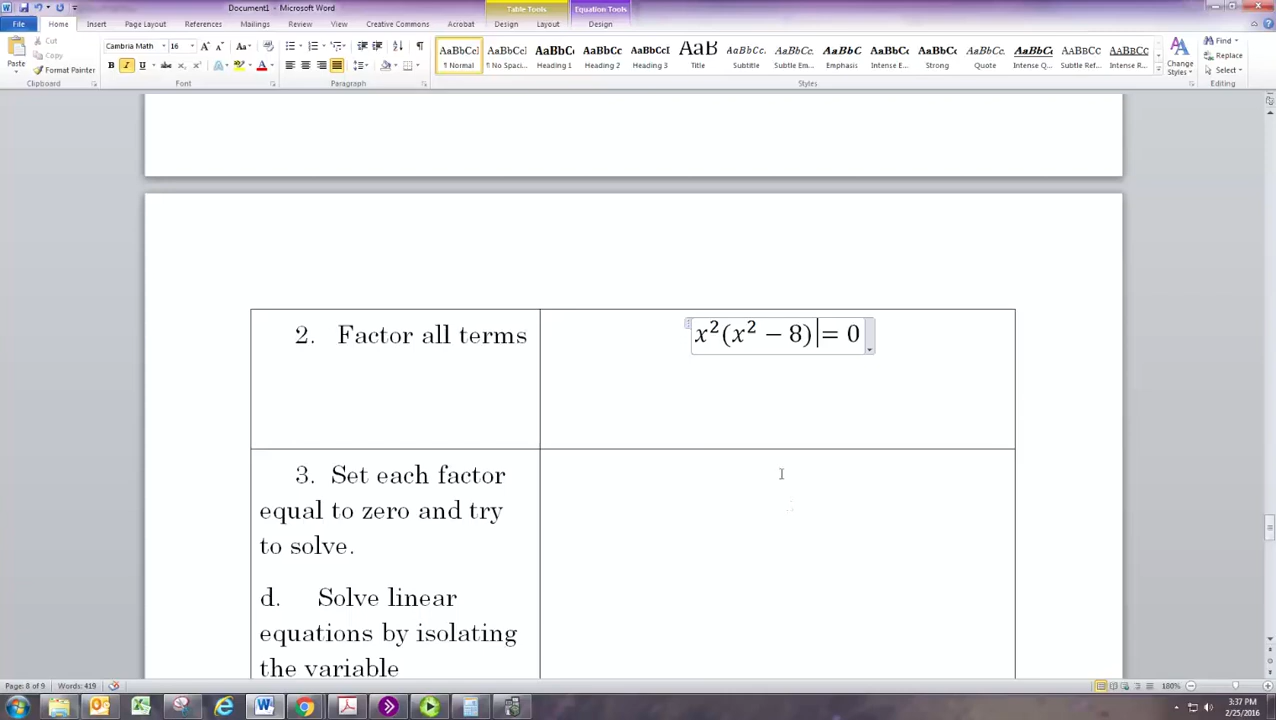 Document1 - Microsoft Word
Table Tools
Equation Tools
File
Home
Insert
Page Layout
References
Mailings
Review
View
Creative Commons
Acrobat
Design
Layout
Design
Paste
Cut
Copy
Format Painter
Clipboard
Cambria Math
16
Font
Paragraph
¶ Normal
¶ No Spaci...
Heading 1
Heading 2
Heading 3
Title
Subtitle
Subtle Em...
Emphasis
Intense E...
Strong
Quote
Intense Q...
Subtle Ref...
Intense R...
Styles
Change
Styles
Find
Replace
Select
Editing
2. Factor all terms
x²(x² − 8) = 0
3. Set each factor
equal to zero and try
to solve.
d. Solve linear
equations by isolating
the variable
Page: 8 of 9
Words: 419
180%
3:37 PM
2/25/2016